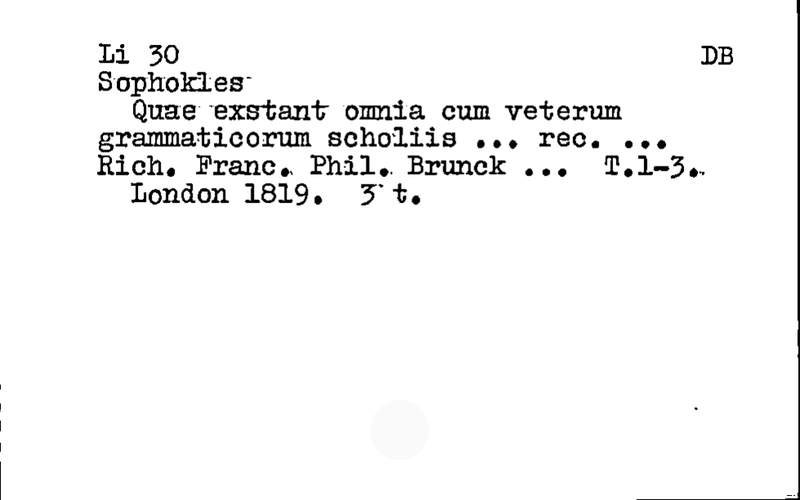 Li 30 DB
Sophokles
Quae exstant omnia cum veterum
grammaticorum scholiis ... rec. ...
Rich. Franc. Phil. Brunck ... T.1-3.
London 1819. 3 t.